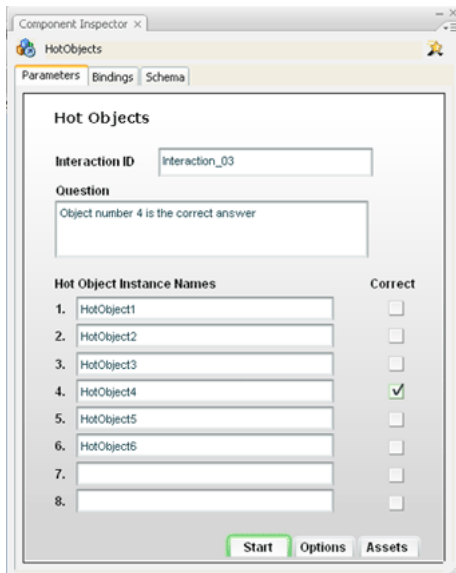 Component Inspector
HotObjects
Parameters Bindings Schema
Hot Objects
Interaction ID Interaction_03
Question
Object number 4 is the correct answer
Hot Object Instance Names Correct
1. HotObject1
2. HotObject2
3. HotObject3
4. HotObject4
5. HotObject5
6. HotObject6
7.
8.
Start Options Assets